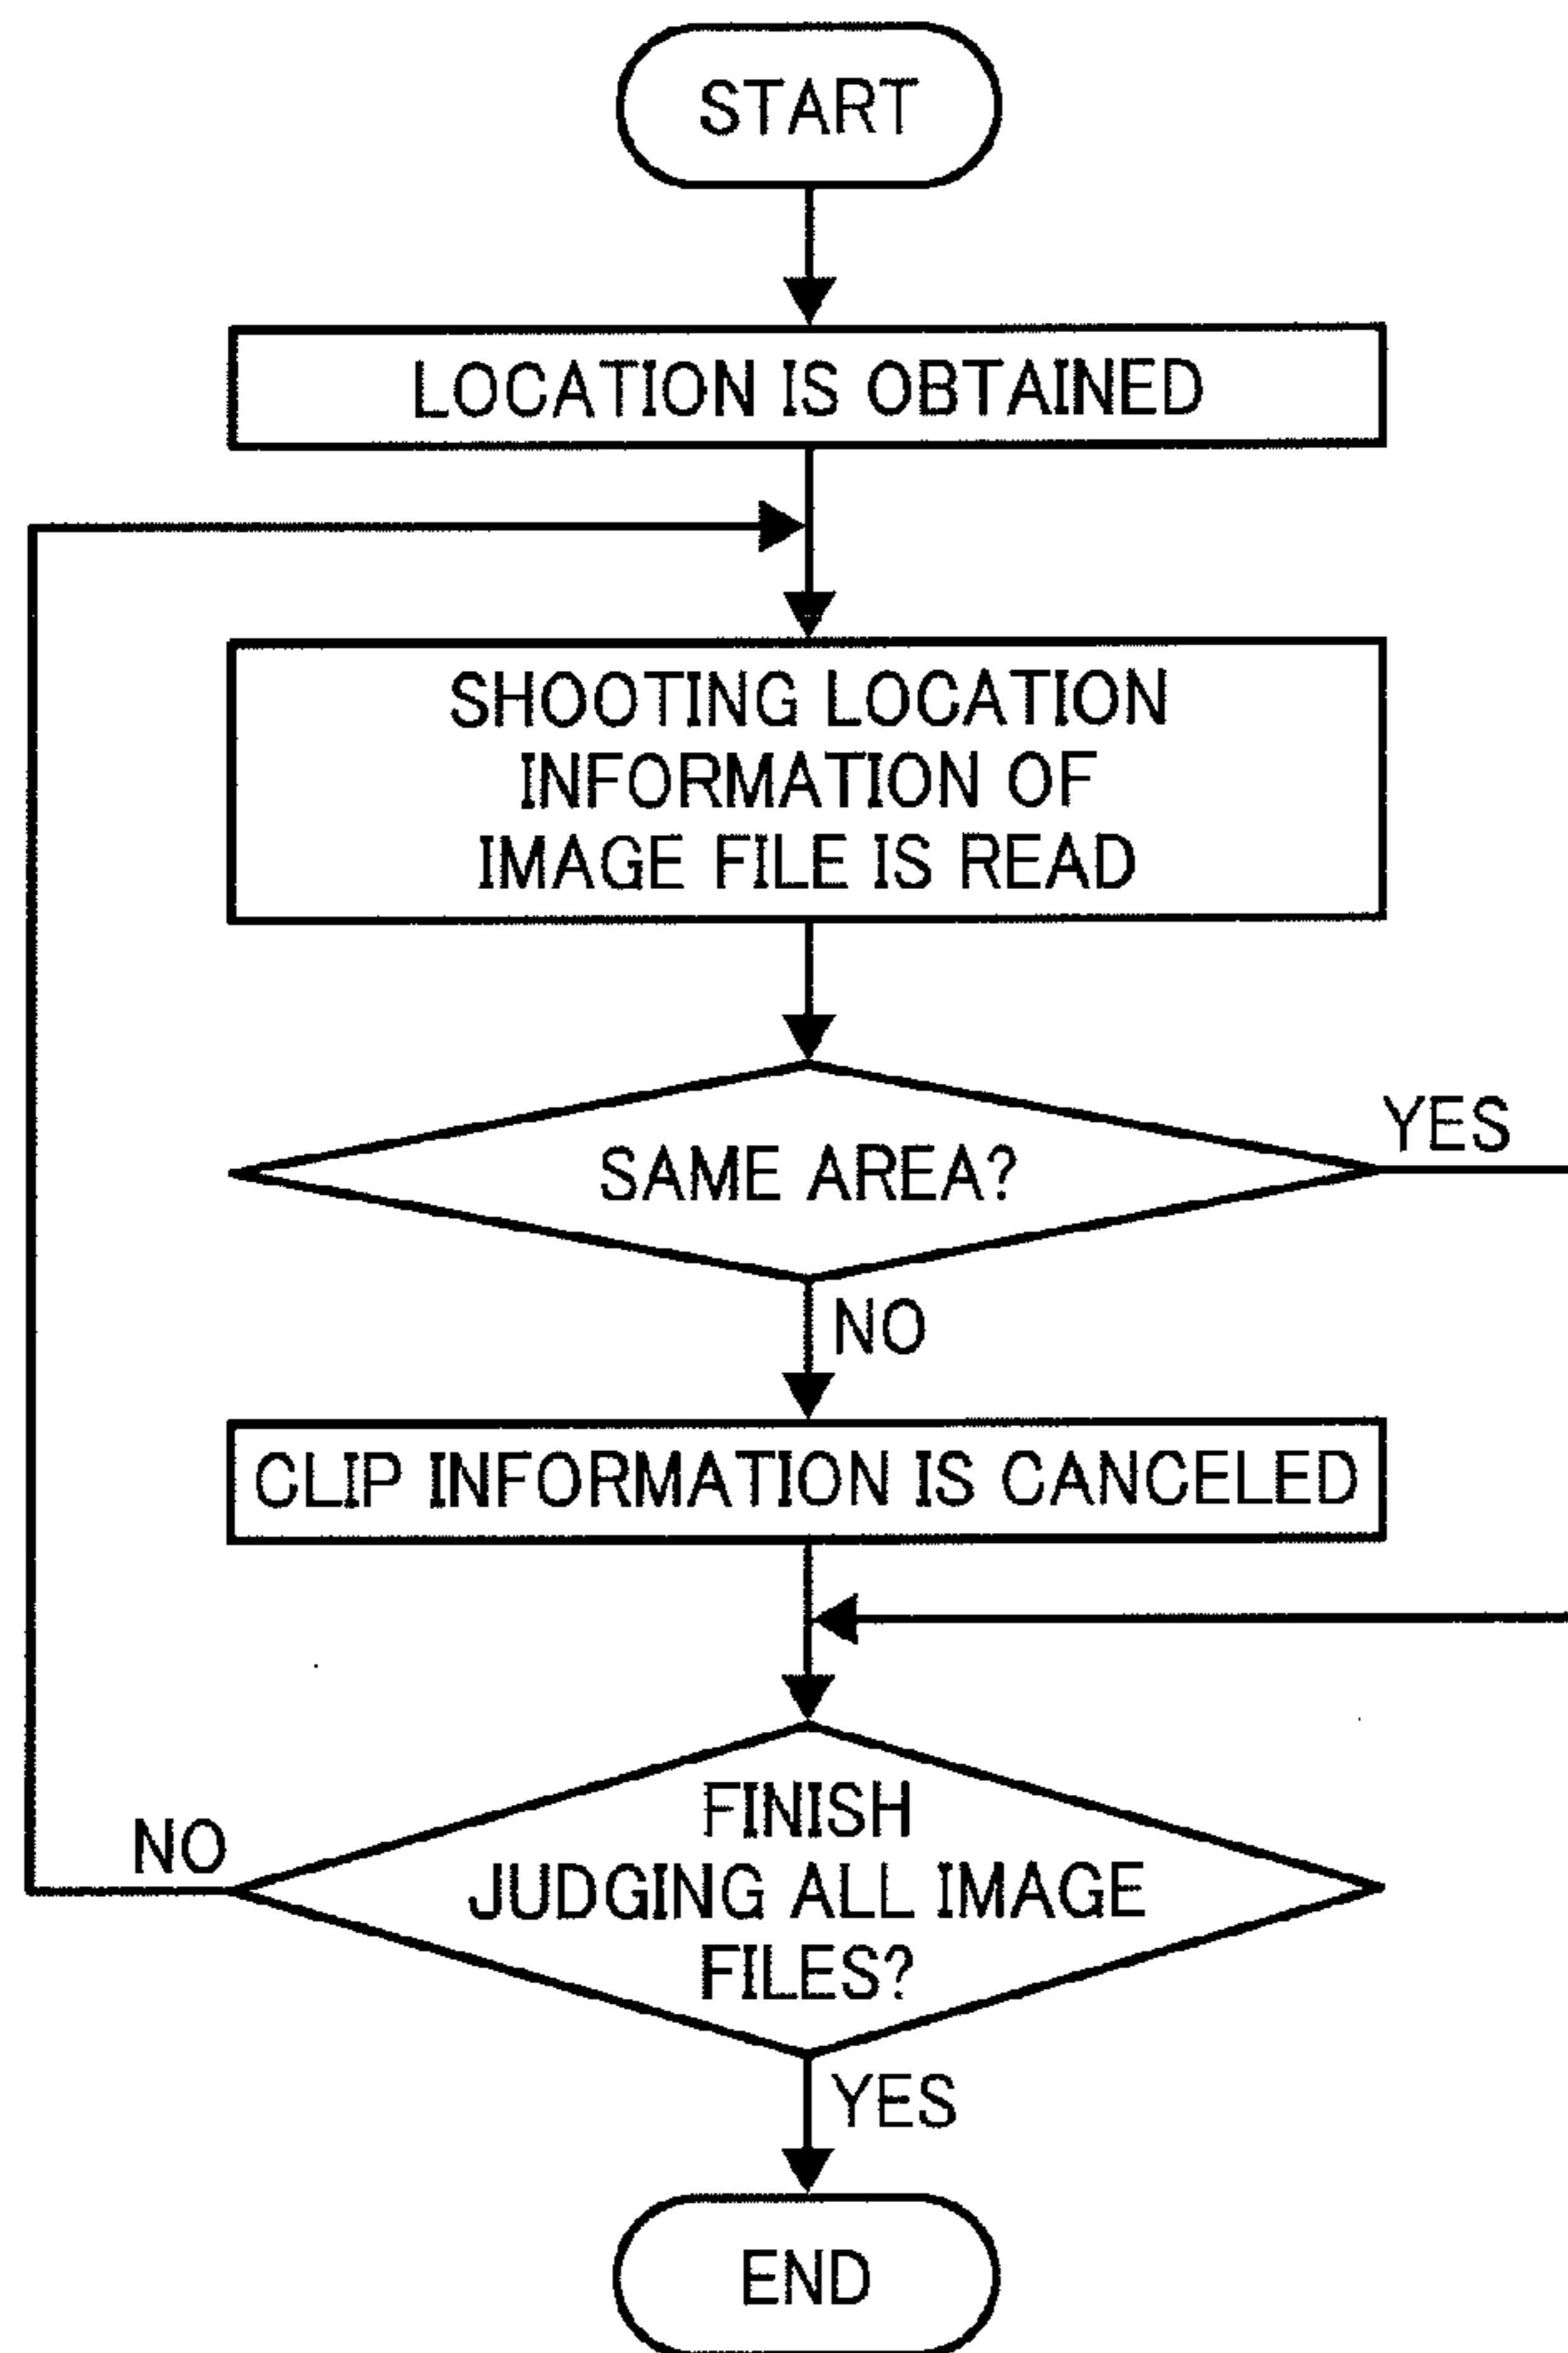 START
LOCATION IS OBTAINED
SHOOTING LOCATION
INFORMATION OF
IMAGE FILE IS READ
SAME AREA?
YES
NO
CLIP INFORMATION IS CANCELED
FINISH
JUDGING ALL IMAGE
FILES?
NO
YES
END